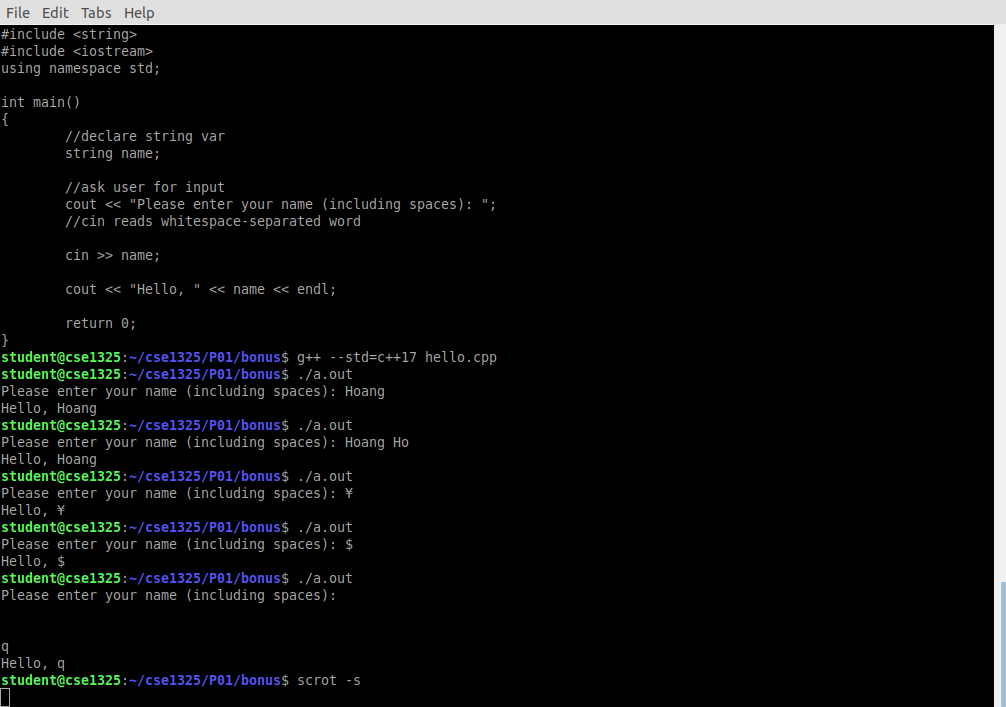 File Edit Tabs Help
#include <string>
#include <iostream>
using namespace std;
int main()
{
//declare string var
string name;
//ask user for input
cout << "Please enter your name (including spaces): ";
//cin reads whitespace-separated word
cin >> name;
cout << "Hello, " << name << endl;
return 0;
}
student@cse1325:~/cse1325/P01/bonus$ g++ --std=c++17 hello.cpp
student@cse1325:~/cse1325/P01/bonus$ ./a.out
Please enter your name (including spaces): Hoang
Hello, Hoang
student@cse1325:~/cse1325/P01/bonus$ ./a.out
Please enter your name (including spaces): Hoang Ho
Hello, Hoang
student@cse1325:~/cse1325/P01/bonus$ ./a.out
Please enter your name (including spaces): ¥
Hello, ¥
student@cse1325:~/cse1325/P01/bonus$ ./a.out
Please enter your name (including spaces): $
Hello, $
student@cse1325:~/cse1325/P01/bonus$ ./a.out
Please enter your name (including spaces):
q
Hello, q
student@cse1325:~/cse1325/P01/bonus$ scrot -s